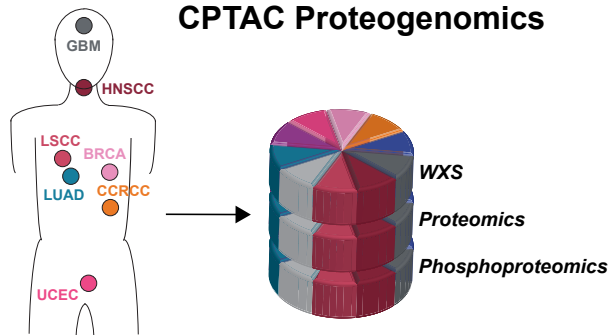 CPTAC Proteogenomics
GBM
HNSCC
LSCC
BRCA
LUAD
CCRCC
UCEC
WXS
Proteomics
Phosphoproteomics